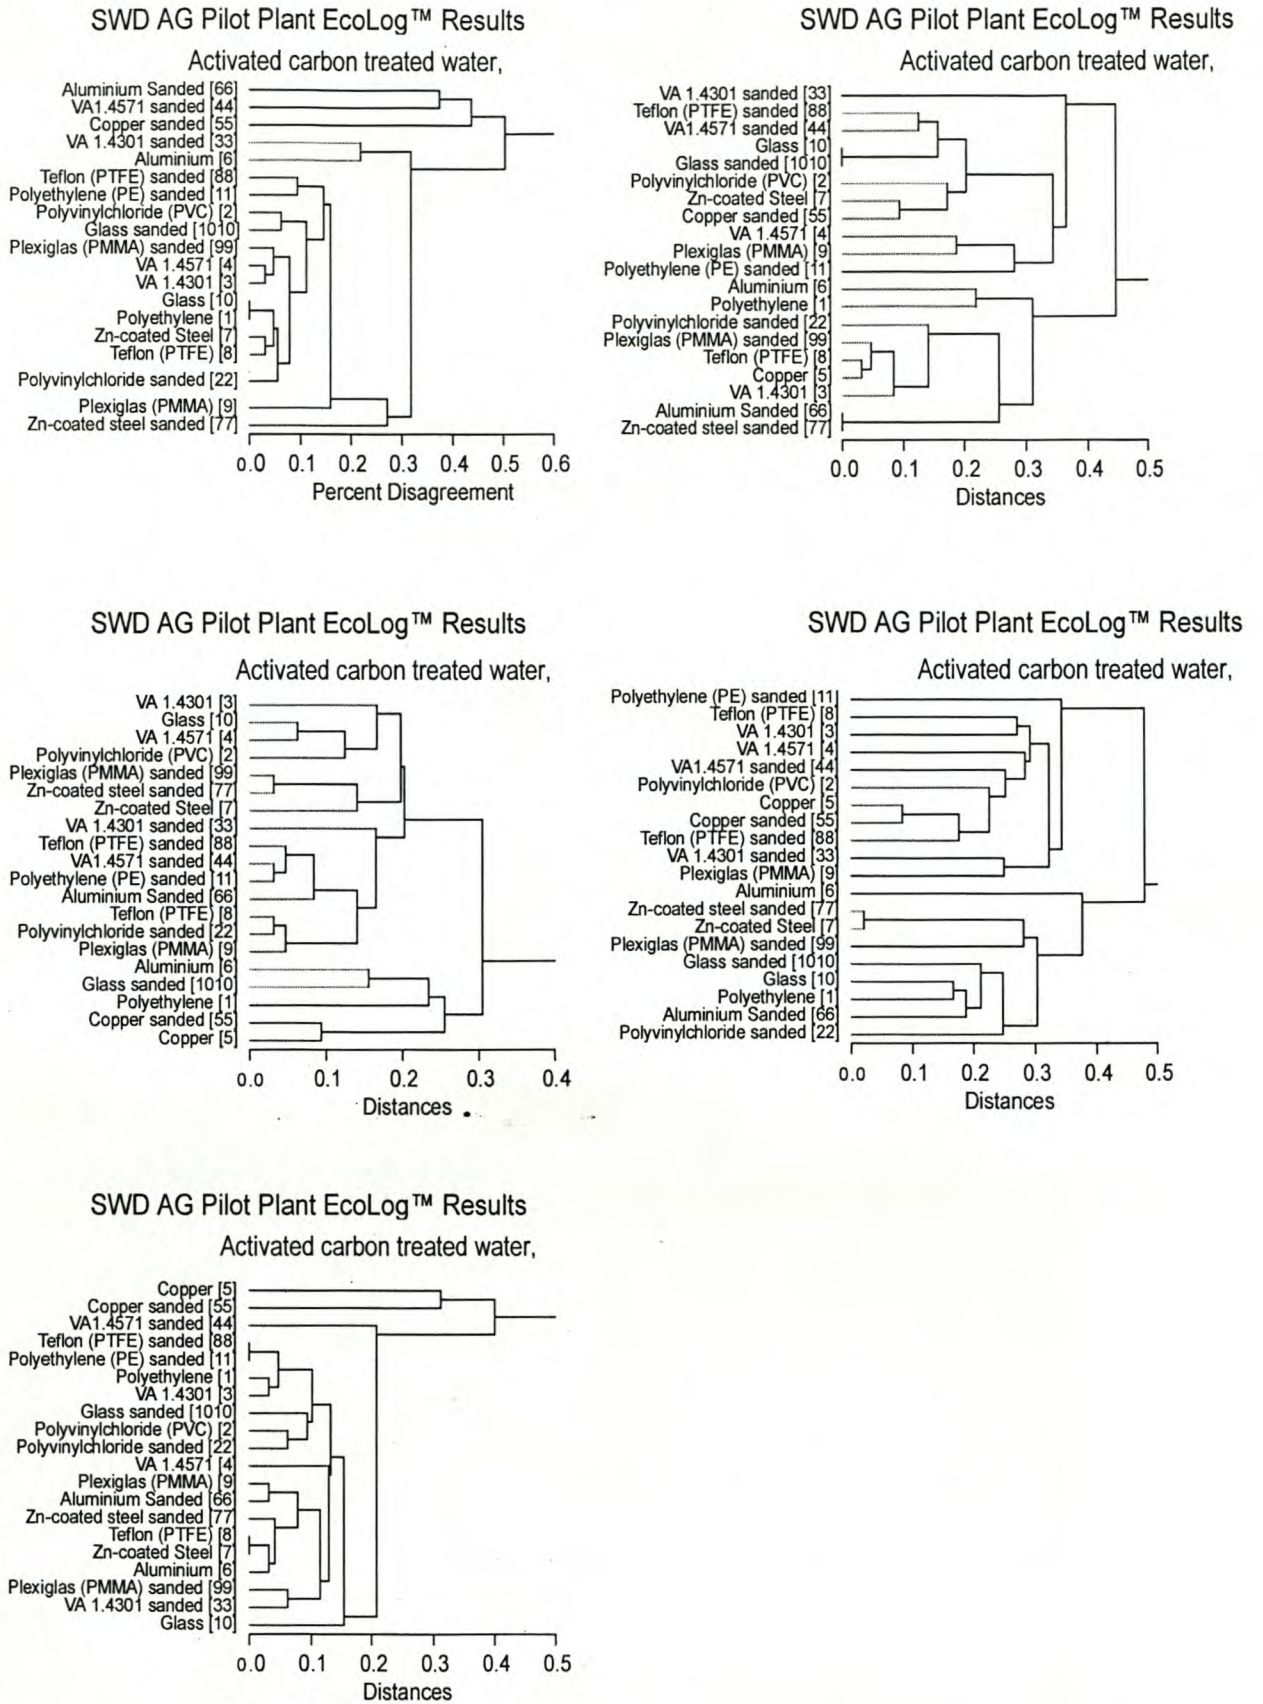 SWD AG Pilot Plant EcoLog™ Results
Activated carbon treated water,
Aluminium Sanded [66]
VA1.4571 sanded [44]
Copper sanded [55]
VA 1.4301 sanded [33]
Aluminium [6]
Teflon (PTFE) sanded [88]
Polyethylene (PE) sanded [11]
Polyvinylchloride (PVC) [2]
Glass sanded [1010]
Plexiglas (PMMA) sanded [99]
VA 1.4571 [4]
VA 1.4301 [3]
Glass [10]
Polyethylene [1]
Zn-coated Steel [7]
Teflon (PTFE) [8]
Polyvinylchloride sanded [22]
Plexiglas (PMMA) [9]
Zn-coated steel sanded [77]
0.0 0.1 0.2 0.3 0.4 0.5 0.6
Percent Disagreement
SWD AG Pilot Plant EcoLog™ Results
Activated carbon treated water,
VA 1.4301 sanded [33]
Teflon (PTFE) sanded [88]
VA1.4571 sanded [44]
Glass [10]
Glass sanded [1010]
Polyvinylchloride (PVC) [2]
Zn-coated Steel [7]
Copper sanded [55]
VA 1.4571 [4]
Plexiglas (PMMA) [9]
Polyethylene (PE) sanded [11]
Aluminium [6]
Polyethylene [1]
Polyvinylchloride sanded [22]
Plexiglas (PMMA) sanded [99]
Teflon (PTFE) [8]
Copper [5]
VA 1.4301 [3]
Aluminium Sanded [66]
Zn-coated steel sanded [77]
0.0 0.1 0.2 0.3 0.4 0.5
Distances
SWD AG Pilot Plant EcoLog™ Results
Activated carbon treated water,
VA 1.4301 [3]
Glass [10]
VA 1.4571 [4]
Polyvinylchloride (PVC) [2]
Plexiglas (PMMA) sanded [99]
Zn-coated steel sanded [77]
Zn-coated Steel [7]
VA 1.4301 sanded [33]
Teflon (PTFE) sanded [88]
VA1.4571 sanded [44]
Polyethylene (PE) sanded [11]
Aluminium Sanded [66]
Teflon (PTFE) [8]
Polyvinylchloride sanded [22]
Plexiglas (PMMA) [9]
Aluminium [6]
Glass sanded [1010]
Polyethylene [1]
Copper sanded [55]
Copper [5]
0.0 0.1 0.2 0.3 0.4
Distances
SWD AG Pilot Plant EcoLog™ Results
Activated carbon treated water,
Polyethylene (PE) sanded [11]
Teflon (PTFE) [8]
VA 1.4301 [3]
VA 1.4571 [4]
VA1.4571 sanded [44]
Polyvinylchloride (PVC) [2]
Copper [5]
Copper sanded [55]
Teflon (PTFE) sanded [88]
VA 1.4301 sanded [33]
Plexiglas (PMMA) [9]
Aluminium [6]
Zn-coated steel sanded [77]
Zn-coated Steel [7]
Plexiglas (PMMA) sanded [99]
Glass sanded [1010]
Glass [10]
Polyethylene [1]
Aluminium Sanded [66]
Polyvinylchloride sanded [22]
0.0 0.1 0.2 0.3 0.4 0.5
Distances
SWD AG Pilot Plant EcoLog™ Results
Activated carbon treated water,
Copper [5]
Copper sanded [55]
VA1.4571 sanded [44]
Teflon (PTFE) sanded [88]
Polyethylene (PE) sanded [11]
Polyethylene [1]
VA 1.4301 [3]
Glass sanded [1010]
Polyvinylchloride (PVC) [2]
Polyvinylchloride sanded [22]
VA 1.4571 [4]
Plexiglas (PMMA) [9]
Aluminium Sanded [66]
Zn-coated steel sanded [77]
Teflon (PTFE) [8]
Zn-coated Steel [7]
Aluminium [6]
Plexiglas (PMMA) sanded [99]
VA 1.4301 sanded [33]
Glass [10]
0.0 0.1 0.2 0.3 0.4 0.5
Distances